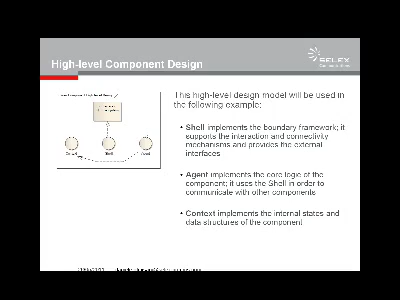 High-level Component Design
SELEX
This high-level design model will be used in
the following example:
• Shell implements the boundary framework; it
supports the interaction and connectivity
mechanisms and provides the external
interfaces
• Agent implements the core logic of the
component; it uses the Shell in order to
communicate with other components
• Context implements the internal states and
data structures of the component